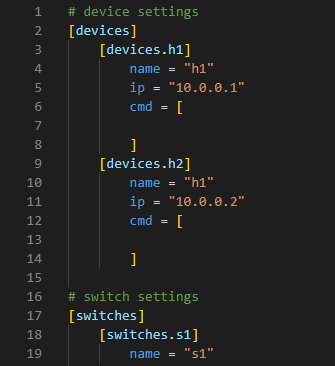 1 # device settings
2 [devices]
3     [devices.h1]
4         name = "h1"
5         ip = "10.0.0.1"
6         cmd = [
7
8         ]
9     [devices.h2]
10         name = "h1"
11         ip = "10.0.0.2"
12         cmd = [
13
14         ]
15
16 # switch settings
17 [switches]
18     [switches.s1]
19         name = "s1"